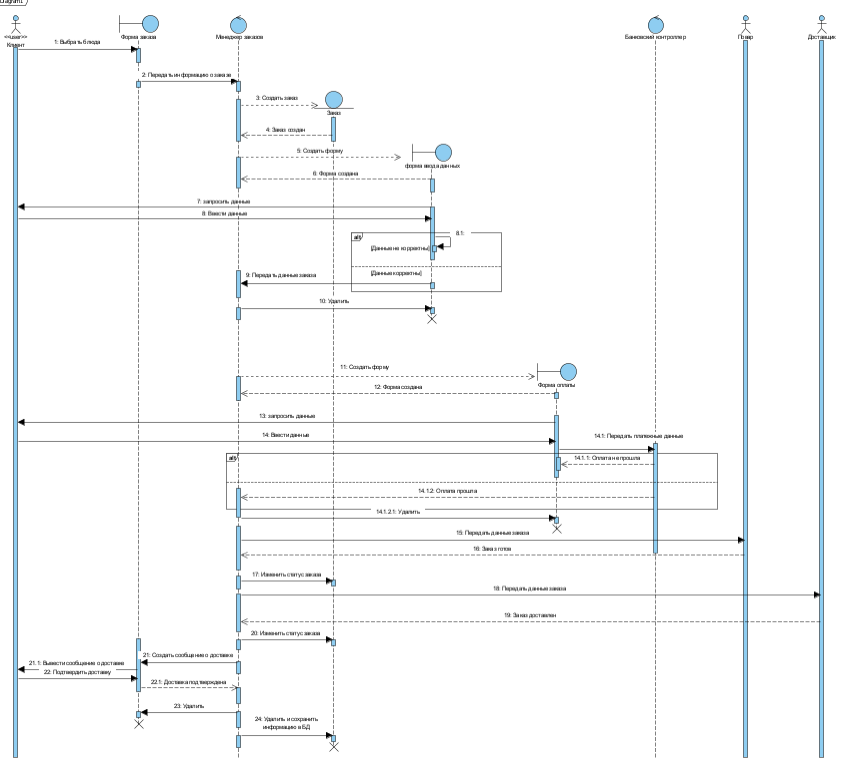 Diagram1
<<user>>
Клиент
Форма заказа
Менеджер заказов
Банковский контроллер
Повар
Доставщик
1: Выбрать блюда
2: Передать информацию о заказе
3: Создать заказ
Заказ
4: Заказ создан
5: Создать форму
форма ввода данных
6: Форма создана
7: запросить данные
8: Ввести данные
8.1:
alt
[Данные не корректны]
[Данные корректны]
9: Передать данные заказа
10: Удалить
11: Создать форму
Форма оплаты
12: Форма создана
13: запросить данные
14: Ввести данные
14.1: Передать платежные данные
alt
14.1.1: Оплата не прошла
14.1.2: Оплата прошла
14.1.2.1: Удалить
15: Передать данные заказа
16: Заказ готов
17: Изменить статус заказа
18: Передать данные заказа
19: Заказ доставлен
20: Изменить статус заказа
21: Создать сообщение о доставке
21.1: Вывести сообщение о доставке
22: Подтвердить доставку
22.1: Доставка подтверждена
23: Удалить
24: Удалить и сохранить
информацию в БД